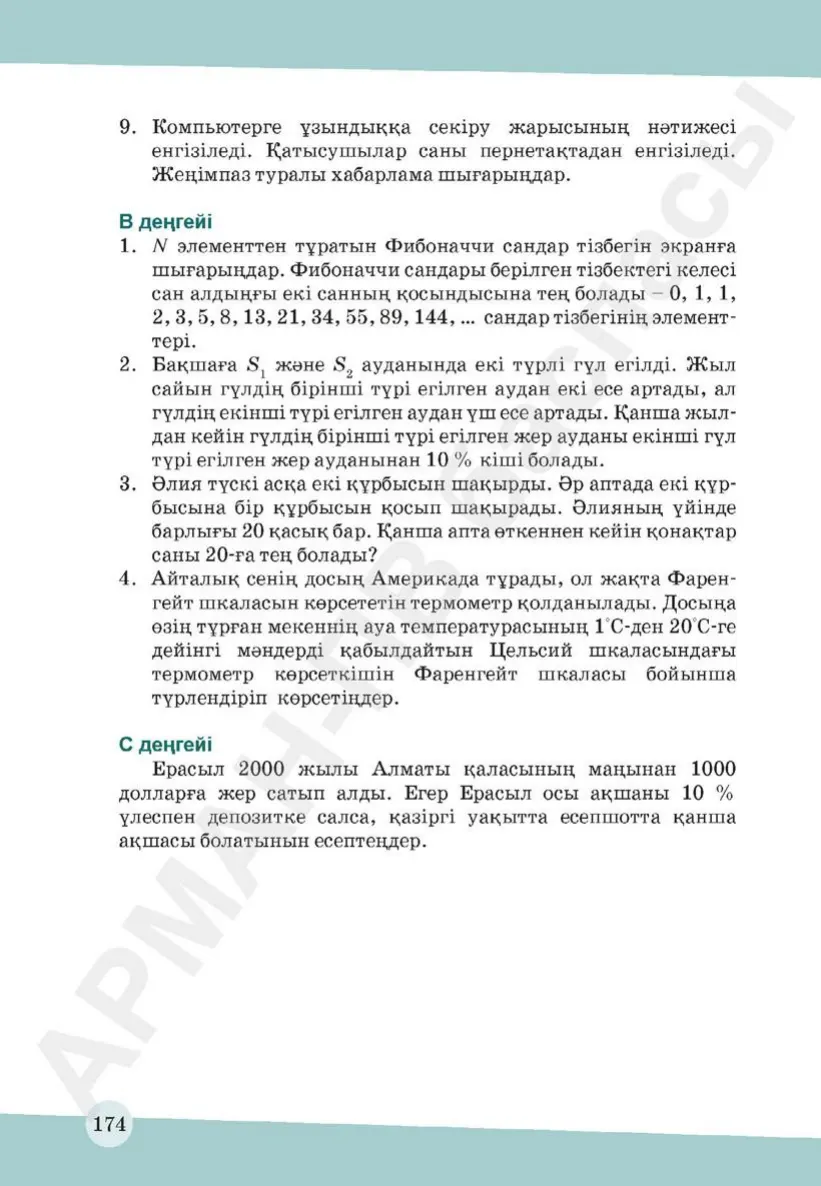 9. Компьютерге ұзындыққа секіру жарысының нәтижесі
енгізіледі. Қатысушылар саны пернетақтадан енгізіледі.
Жеңімпаз туралы хабарлама шығарыңдар.
В деңгейі
1. N элементтен тұратын Фибоначчи сандар тізбегін экранға
шығарыңдар. Фибоначчи сандары берілген тізбектегі келесі
сан алдыңғы екі санның қосындысына тең болады – 0, 1, 1,
2, 3, 5, 8, 13, 21, 34, 55, 89, 144, ... сандар тізбегінің элемент-
тері.
2. Бақшаға S₁ және S₂ ауданында екі түрлі гүл егілді. Жыл
сайын гүлдің бірінші түрі егілген аудан екі есе артады, ал
гүлдің екінші түрі егілген аудан үш есе артады. Қанша жыл-
дан кейін гүлдің бірінші түрі егілген жер ауданы екінші гүл
түрі егілген жер ауданынан 10 % кіші болады.
3. Әлия түскі асқа екі құрбысын шақырды. Әр аптада екі құр-
бысына бір құрбысын қосып шақырады. Әлияның үйінде
барлығы 20 қасық бар. Қанша апта өткеннен кейін қонақтар
саны 20-ға тең болады?
4. Айталық сенің досың Америкада тұрады, ол жақта Фарен-
гейт шкаласын көрсететін термометр қолданылады. Досыңа
өзің тұрған мекеннің ауа температурасының 1°С-ден 20°С-ге
дейінгі мәндерді қабылдайтын Цельсий шкаласындағы
термометр көрсеткішін Фаренгейт шкаласы бойынша
түрлендіріп көрсетіңдер.
С деңгейі
Ерасыл 2000 жылы Алматы қаласының маңынан 1000
долларға жер сатып алды. Егер Ерасыл осы ақшаны 10 %
үлеспен депозитке салса, қазіргі уақытта есепшотта қанша
ақшасы болатынын есептеңдер.
АРМАН-ПВ баспасы
174